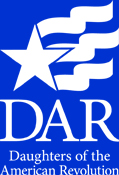 DAR
Daughters of the
American Revolution